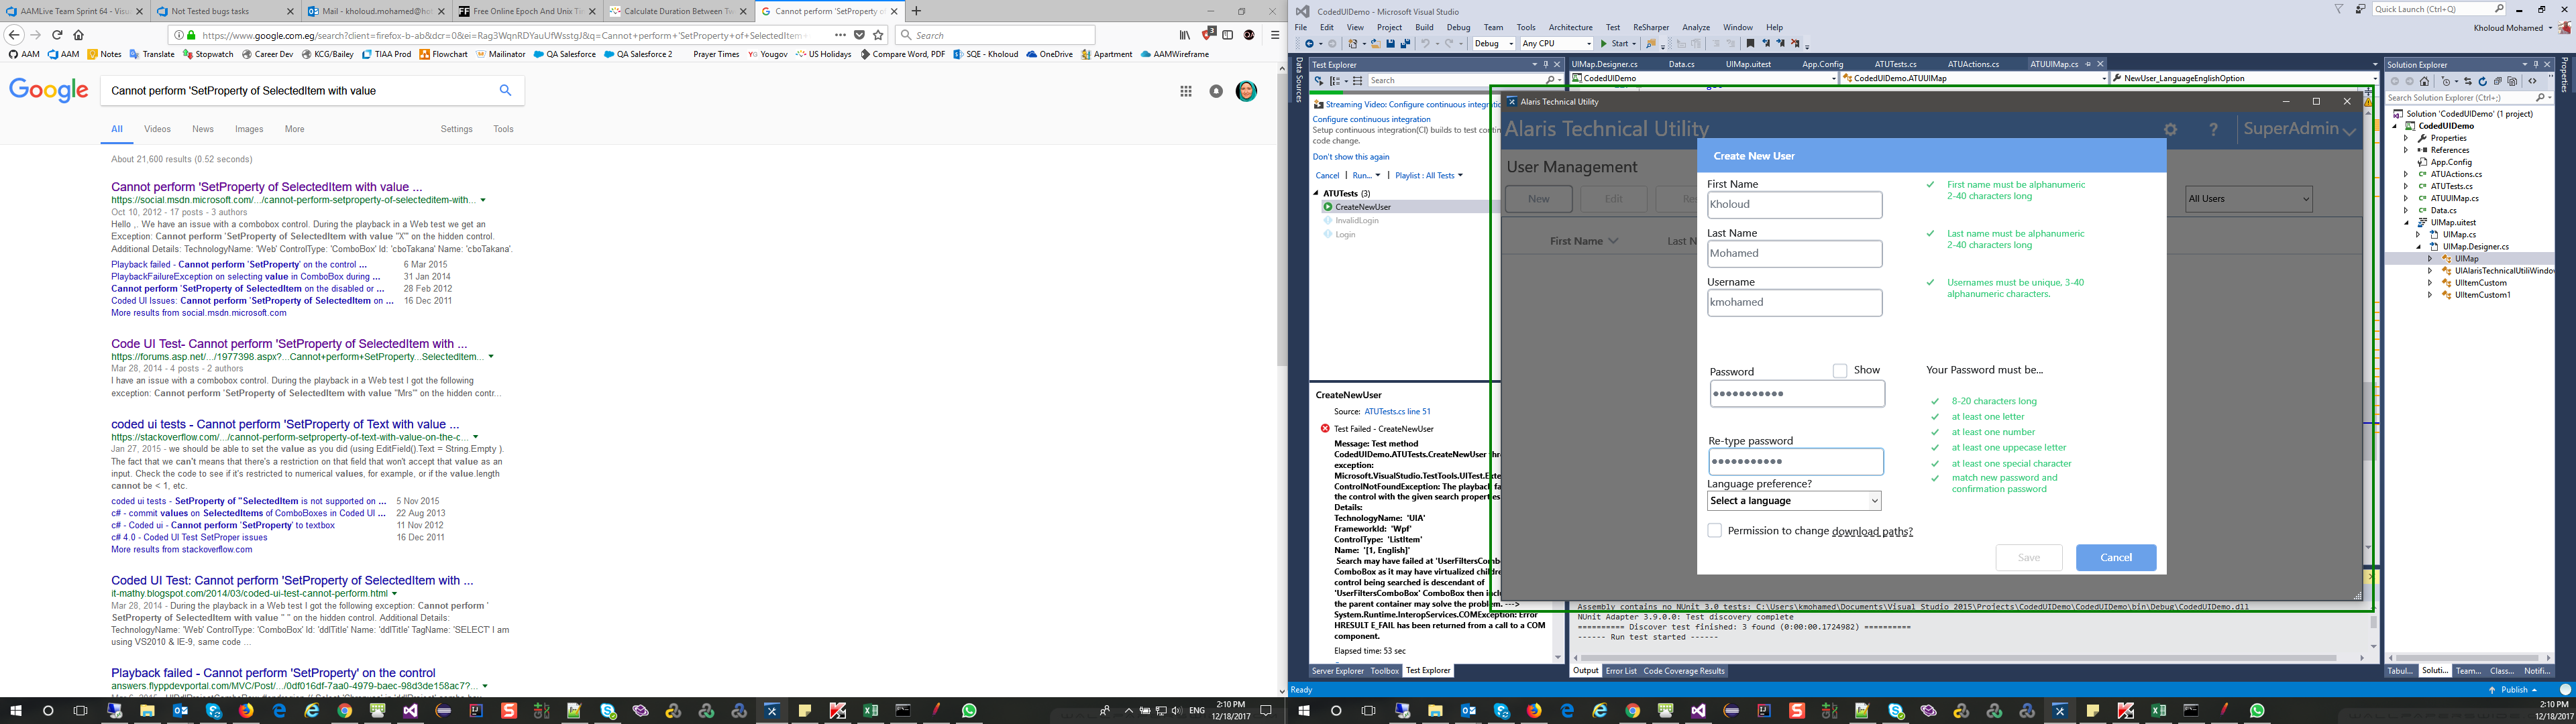 AAMLive Team Sprint 64 - Visu
Not Tested bugs tasks
Mail - kholoud.mohamed@ho
Free Online Epoch And Unix Tim
Calculate Duration Between Tw
Cannot perform 'SetProperty of
https://www.google.com.eg/search?client=firefox-b-ab&dcr=0&ei=Rag3WqnRDYauUfWsstgJ&q=Cannot+perform+'SetProperty+of+SelectedItem+
Search
AAM
AAM
Notes
Translate
Stopwatch
Career Dev
KCG/Bailey
TIAA Prod
Flowchart
Mailinator
QA Salesforce
QA Salesforce 2
Prayer Times
Yougov
US Holidays
Compare Word, PDF
SQE - Kholoud
OneDrive
Apartment
AAMWireframe
Google
Cannot perform 'SetProperty of SelectedItem with value
All
Videos
News
Images
More
Settings
Tools
About 21,600 results (0.52 seconds)
Cannot perform 'SetProperty of SelectedItem with value ...
https://social.msdn.microsoft.com/.../cannot-perform-setproperty-of-selecteditem-with...
Oct 10, 2012 - 17 posts - 3 authors
Hello ,. We have an issue with a combobox control. During the playback in a Web test we get an
Exception: Cannot perform 'SetProperty of SelectedItem with value "X"' on the hidden control.
Additional Details: TechnologyName: 'Web' ControlType: 'ComboBox' Id: 'cboTakana' Name: 'cboTakana'.
Playback failed - Cannot perform 'SetProperty' on the control ...
6 Mar 2015
PlaybackFailureException on selecting value in ComboBox during ...
31 Jan 2014
Cannot perform 'SetProperty of SelectedItem on the disabled or ...
28 Feb 2012
Coded UI Issues: Cannot perform 'SetProperty of SelectedItem on ...
16 Dec 2011
More results from social.msdn.microsoft.com
Code UI Test- Cannot perform 'SetProperty of SelectedItem with ...
https://forums.asp.net/.../1977398.aspx?...Cannot+perform+SetProperty...SelectedItem...
Mar 28, 2014 - 4 posts - 2 authors
I have an issue with a combobox control. During the playback in a Web test I got the following
exception: Cannot perform 'SetProperty of SelectedItem with value "Mrs"' on the hidden contr...
coded ui tests - Cannot perform 'SetProperty of Text with value ...
https://stackoverflow.com/.../cannot-perform-setproperty-of-text-with-value-on-the-c...
Jan 27, 2015 - we should be able to set the value as you did (using EditField().Text = String.Empty ).
The fact that we can't means that there's a restriction on that field that won't accept that value as an
input. Check the code to see if it's restricted to numerical values, for example, or if the value.length
cannot be < 1, etc.
coded ui tests - SetProperty of "SelectedItem is not supported on ...
5 Nov 2015
c# - commit values on SelectedItems of ComboBoxes in Coded UI ...
22 Aug 2013
c# - Coded ui - Cannot perform 'SetProperty' to textbox
11 Nov 2012
c# 4.0 - Coded UI Test SetProper issues
16 Dec 2011
More results from stackoverflow.com
Coded UI Test: Cannot perform 'SetProperty of SelectedItem with ...
it-mathy.blogspot.com/2014/03/coded-ui-test-cannot-perform.html
Mar 28, 2014 - During the playback in a Web test I got the following exception: Cannot perform '
SetProperty of SelectedItem with value " " on the hidden control. Additional Details:
TechnologyName: 'Web' ControlType: 'ComboBox' Id: 'ddlTitle' Name: 'ddlTitle' TagName: 'SELECT' I am
using VS2010 & IE-9, same code ...
Playback failed - Cannot perform 'SetProperty' on the control
answers.flyppdevportal.com/MVC/Post/.../0df016df-7aa0-4979-baec-98d3de158ac7?...
ENG
2:10 PM
12/18/2017
CodedUIDemo - Microsoft Visual Studio
Quick Launch (Ctrl+Q)
File
Edit
View
Project
Build
Debug
Team
Tools
Architecture
Test
ReSharper
Analyze
Window
Help
Kholoud Mohamed
Debug
Any CPU
Start
Data Sources
Test Explorer
Search
Streaming Video: Configure continuous integratio
Configure continuous integration
Setup continuous integration(CI) builds to test conti
code change.
Don't show this again
Cancel
Run...
Playlist : All Tests
ATUTests (3)
CreateNewUser
InvalidLogin
Login
CreateNewUser
Source: ATUTests.cs line 51
Test Failed - CreateNewUser
Message: Test method
CodedUIDemo.ATUTests.CreateNewUser thr
exception:
Microsoft.VisualStudio.TestTools.UITest.Exte
ControlNotFoundException: The playback fa
the control with the given search properties
Details:
TechnologyName: 'UIA'
FrameworkId: 'Wpf'
ControlType: 'ListItem'
Name: '[1, English]'
Search may have failed at 'UserFiltersCombo
ComboBox as it may have virtualized childre
control being searched is descendant of
'UserFiltersComboBox' ComboBox then incl
the parent container may solve the problem. --->
System.Runtime.InteropServices.COMException: Error
HRESULT E_FAIL has been returned from a call to a COM
component.
Elapsed time: 53 sec
Server Explorer
Toolbox
Test Explorer
UIMap.Designer.cs
Data.cs
UIMap.uitest
App.Config
ATUTests.cs
ATUActions.cs
ATUUIMap.cs
CodedUIDemo
CodedUIDemo.ATUUIMap
NewUser_LanguageEnglishOption
Alaris Technical Utility
Alaris Technical Utility
?
SuperAdmin
User Management
New
Edit
Re
All Users
First Name
Last N
Create New User
First Name
Kholoud
First name must be alphanumeric
2-40 characters long
Last Name
Mohamed
Last name must be alphanumeric
2-40 characters long
Username
kmohamed
Usernames must be unique, 3-40
alphanumeric characters.
Password
Show
Your Password must be...
8-20 characters long
at least one letter
at least one number
at least one uppecase letter
at least one special character
match new password and
confirmation password
Re-type password
Language preference?
Select a language
Permission to change download paths?
Save
Cancel
Assembly contains no NUnit 3.0 tests: C:\Users\kmohamed\Documents\Visual Studio 2015\Projects\CodedUIDemo\CodedUIDemo\bin\Debug\CodedUIDemo.dll
NUnit Adapter 3.9.0.0: Test discovery complete
========== Discover test finished: 3 found (0:00:00.1724982) ==========
------ Run test started ------
Output
Error List
Code Coverage Results
Solution Explorer
Search Solution Explorer (Ctrl+;)
Solution 'CodedUIDemo' (1 project)
CodedUIDemo
Properties
References
App.Config
ATUActions.cs
ATUTests.cs
ATUUIMap.cs
Data.cs
UIMap.uitest
UIMap.cs
UIMap.Designer.cs
UIMap
UIAlarisTechnicalUtiliWindow
UIItemCustom
UIItemCustom1
Properties
Tabul...
Soluti...
Team...
Class...
Notifi...
Ready
Publish
2:10 PM
12/18/2017